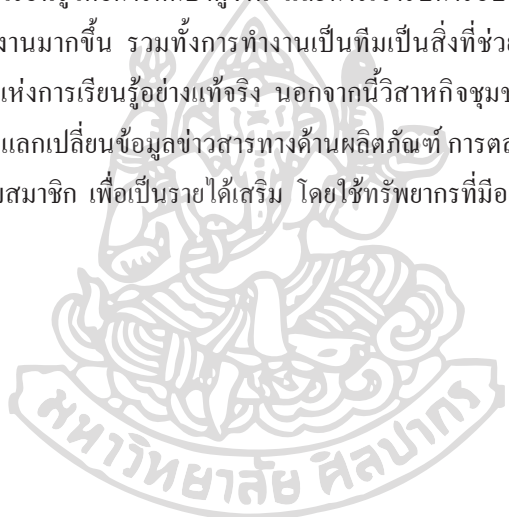 งานมากขึ้น รวมทั้งการทำงานเป็นทีมเป็นสิ่งที่ช่วย
แห่งการเรียนรู้อย่างแท้จริง นอกจากนี้วิสาหกิจชุมช
แลกเปลี่ยนข้อมูลข่าวสารทางด้านผลิตภัณฑ์ การตล
มสมาชิก เพื่อเป็นรายได้เสริม โดยใช้ทรัพยากรที่มีอ
มหาวิทยาลัย ศิลปากร